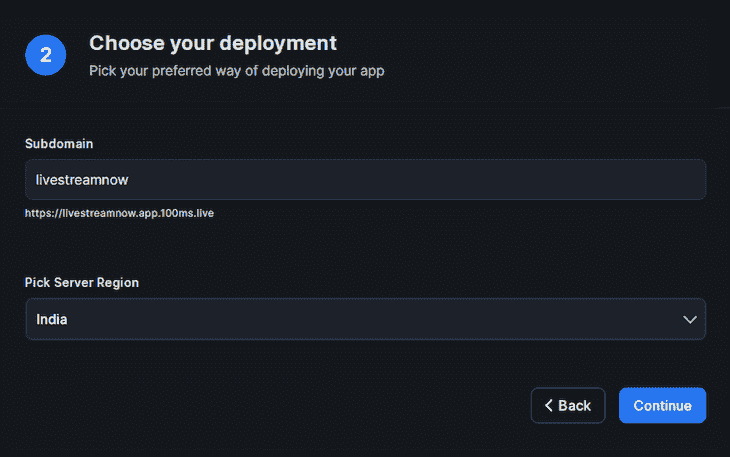 2
Choose your deployment
Pick your preferred way of deploying your app
Subdomain
livestreamnow
https://livestreamnow.app.100ms.live
Pick Server Region
India
Back
Continue